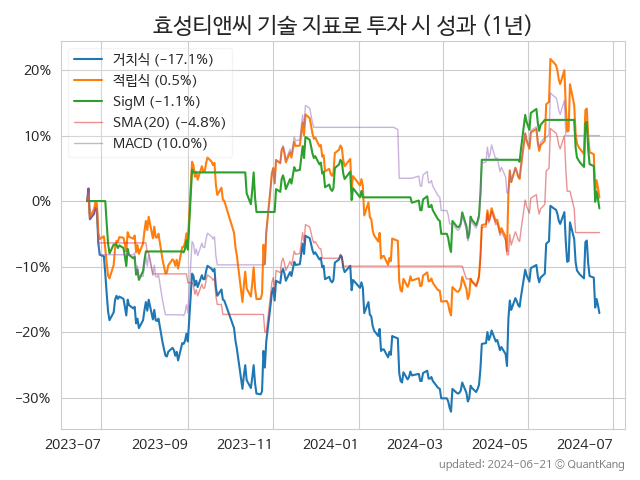 효성티앤씨 기술 지표로 투자 시 성과 (1년)
거치식 (−17.1%)
적립식 (0.5%)
SigM (−1.1%)
SMA(20) (−4.8%)
MACD (10.0%)
20%
10%
0%
−10%
−20%
−30%
2023-07 2023-09 2023-11 2024-01 2024-03 2024-05 2024-07
updated: 2024-06-21 © QuantKang